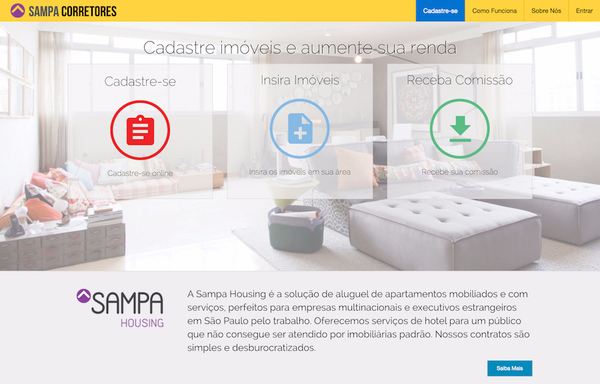 SAMPA CORRETORES
Cadastre-se Como Funciona Sobre Nós Entrar
Cadastre imóveis e aumente sua renda
Cadastre-se
Cadastre-se online
Insira Imóveis
Insira os imóveis em sua área
Receba Comissão
Recebe sua comissão
SAMPA
HOUSING
A Sampa Housing é a solução de aluguel de apartamentos mobiliados e com
serviços, perfeitos para empresas multinacionais e executivos estrangeiros
em São Paulo pelo trabalho. Oferecemos serviços de hotel para um público
que não consegue ser atendido por imobiliárias padrão. Nossos contratos são
simples e desburocratizados.
Saiba Mais